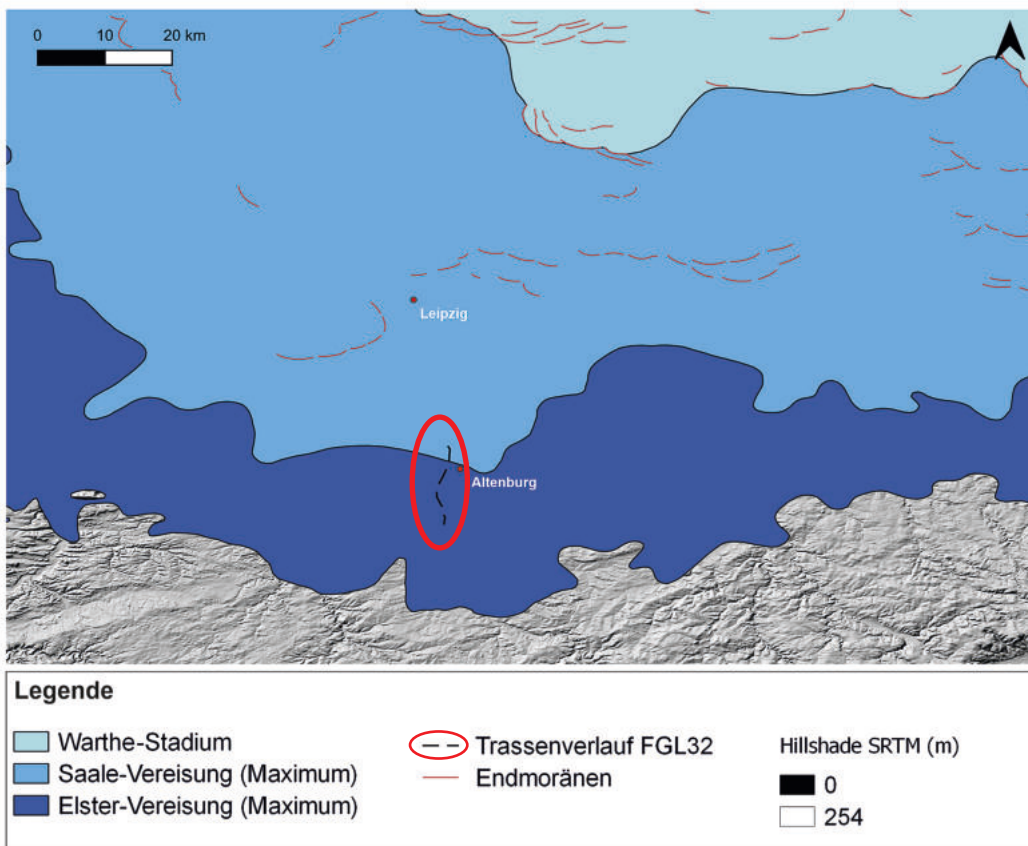 0 10 20 km
Leipzig
Altenburg
Legende
Warthe-Stadium
Saale-Vereisung (Maximum)
Elster-Vereisung (Maximum)
Trassenverlauf FGL32
Endmoränen
Hillshade SRTM (m)
0
254